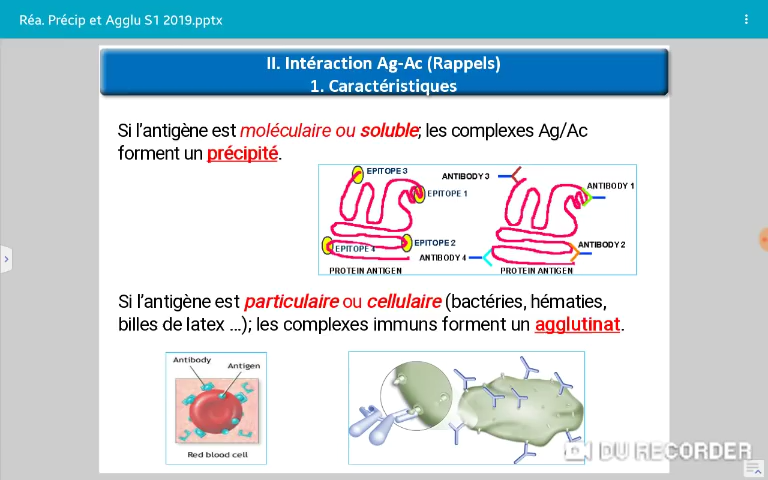 Réa. Précip et Agglu S1 2019.pptx
II. Intéraction Ag-Ac (Rappels)
1. Caractéristiques
Si l'antigène est moléculaire ou soluble; les complexes Ag/Ac
forment un précipité.
EPITOPE 3
EPITOPE 1
EPITOPE 4
EPITOPE 2
PROTEIN ANTIGEN
ANTIBODY 3
ANTIBODY 1
ANTIBODY 2
ANTIBODY 4
PROTEIN ANTIGEN
Si l'antigène est particulaire ou cellulaire (bactéries, hématies,
billes de latex ...); les complexes immuns forment un agglutinat.
Antibody
Antigen
Red blood cell
DU RECORDER